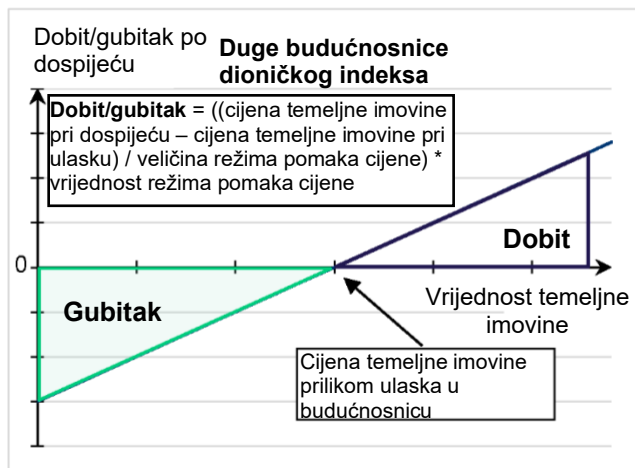 Dobit/gubitak po
dospijeću
Duge budućnosnice
dioničkog indeksa
Dobit/gubitak = ((cijena temeljne imovine
pri dospijeću – cijena temeljne imovine pri
ulasku) / veličina režima pomaka cijene) *
vrijednost režima pomaka cijene
Dobit
0
Gubitak
Vrijednost temeljne
imovine
Cijena temeljne imovine
prilikom ulaska u
budućnosnicu